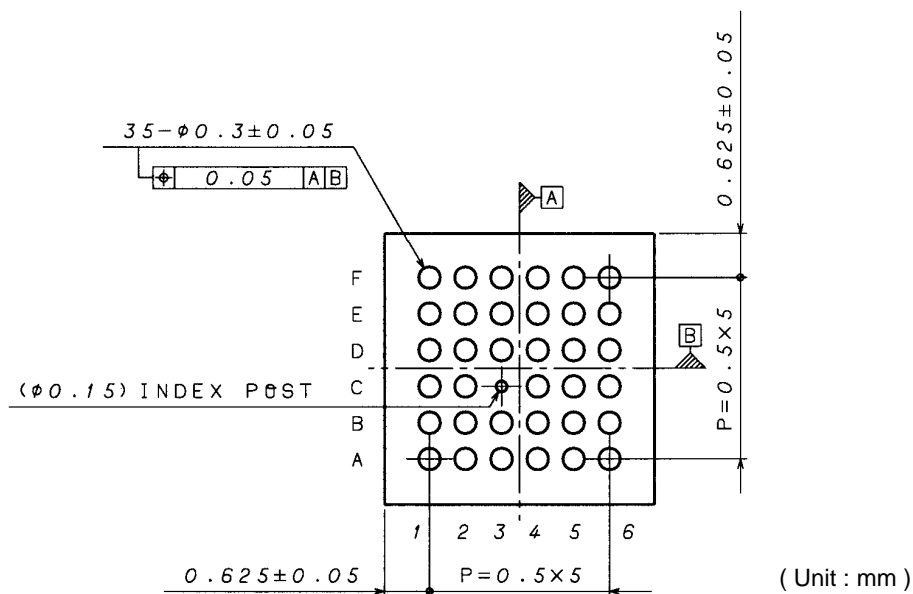 0.625±0.05
35-φ0.3±0.05
⌖ 0.05 A B
A
F
E
B
D
P=0.5×5
(φ0.15) INDEX POST
C
B
A
1 2 3 4 5 6
0.625±0.05 P=0.5×5
( Unit : mm )